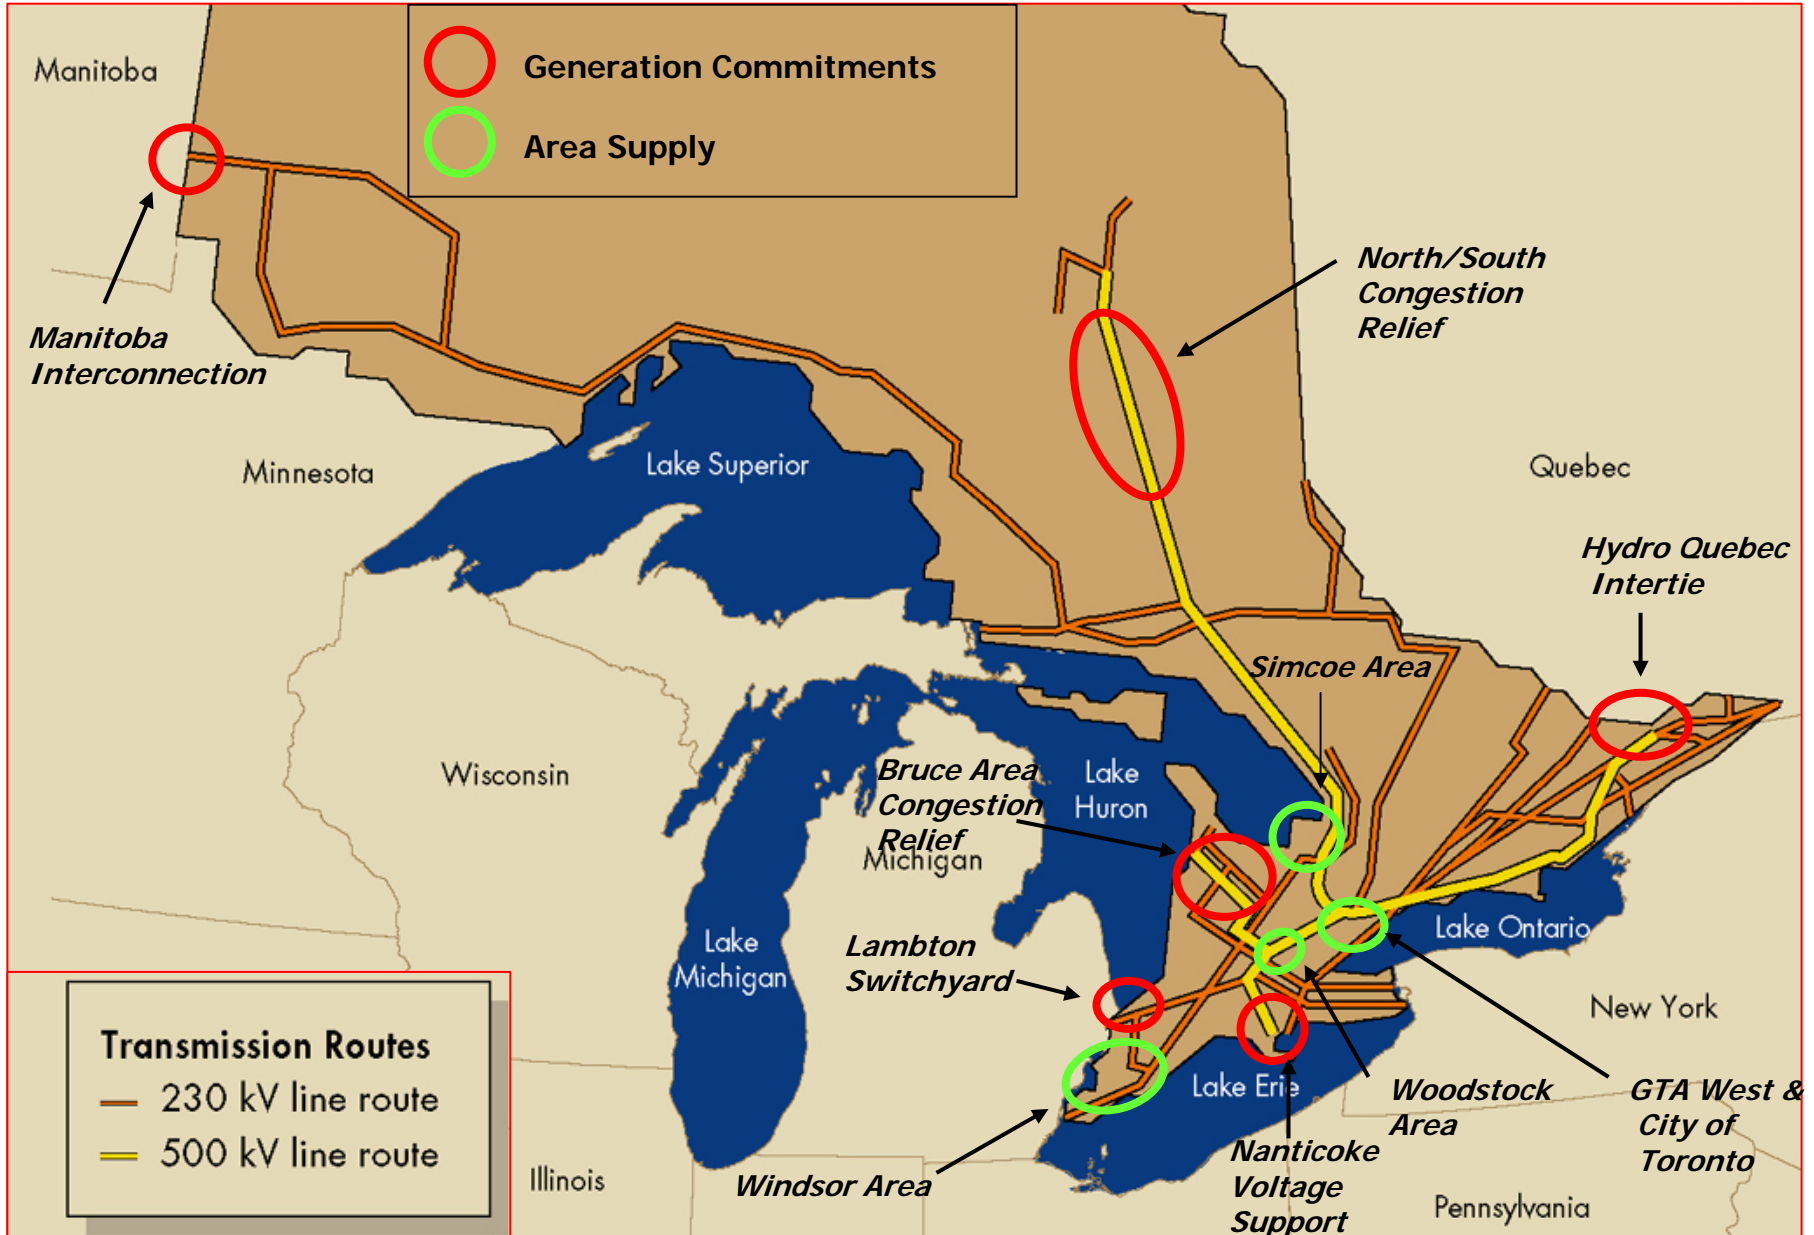 Generation Commitments
Area Supply
Manitoba
Manitoba
Interconnection
North/South
Congestion
Relief
Minnesota
Lake Superior
Quebec
Hydro Quebec
Intertie
Simcoe Area
Wisconsin
Bruce Area
Congestion
Relief
Lake
Huron
Michigan
Lake
Michigan
Lambton
Switchyard
Lake Ontario
New York
Lake Erie
Woodstock
Area
GTA West &
City of
Toronto
Nanticoke
Voltage
Support
Windsor Area
Illinois
Pennsylvania
Transmission Routes
230 kV line route
500 kV line route